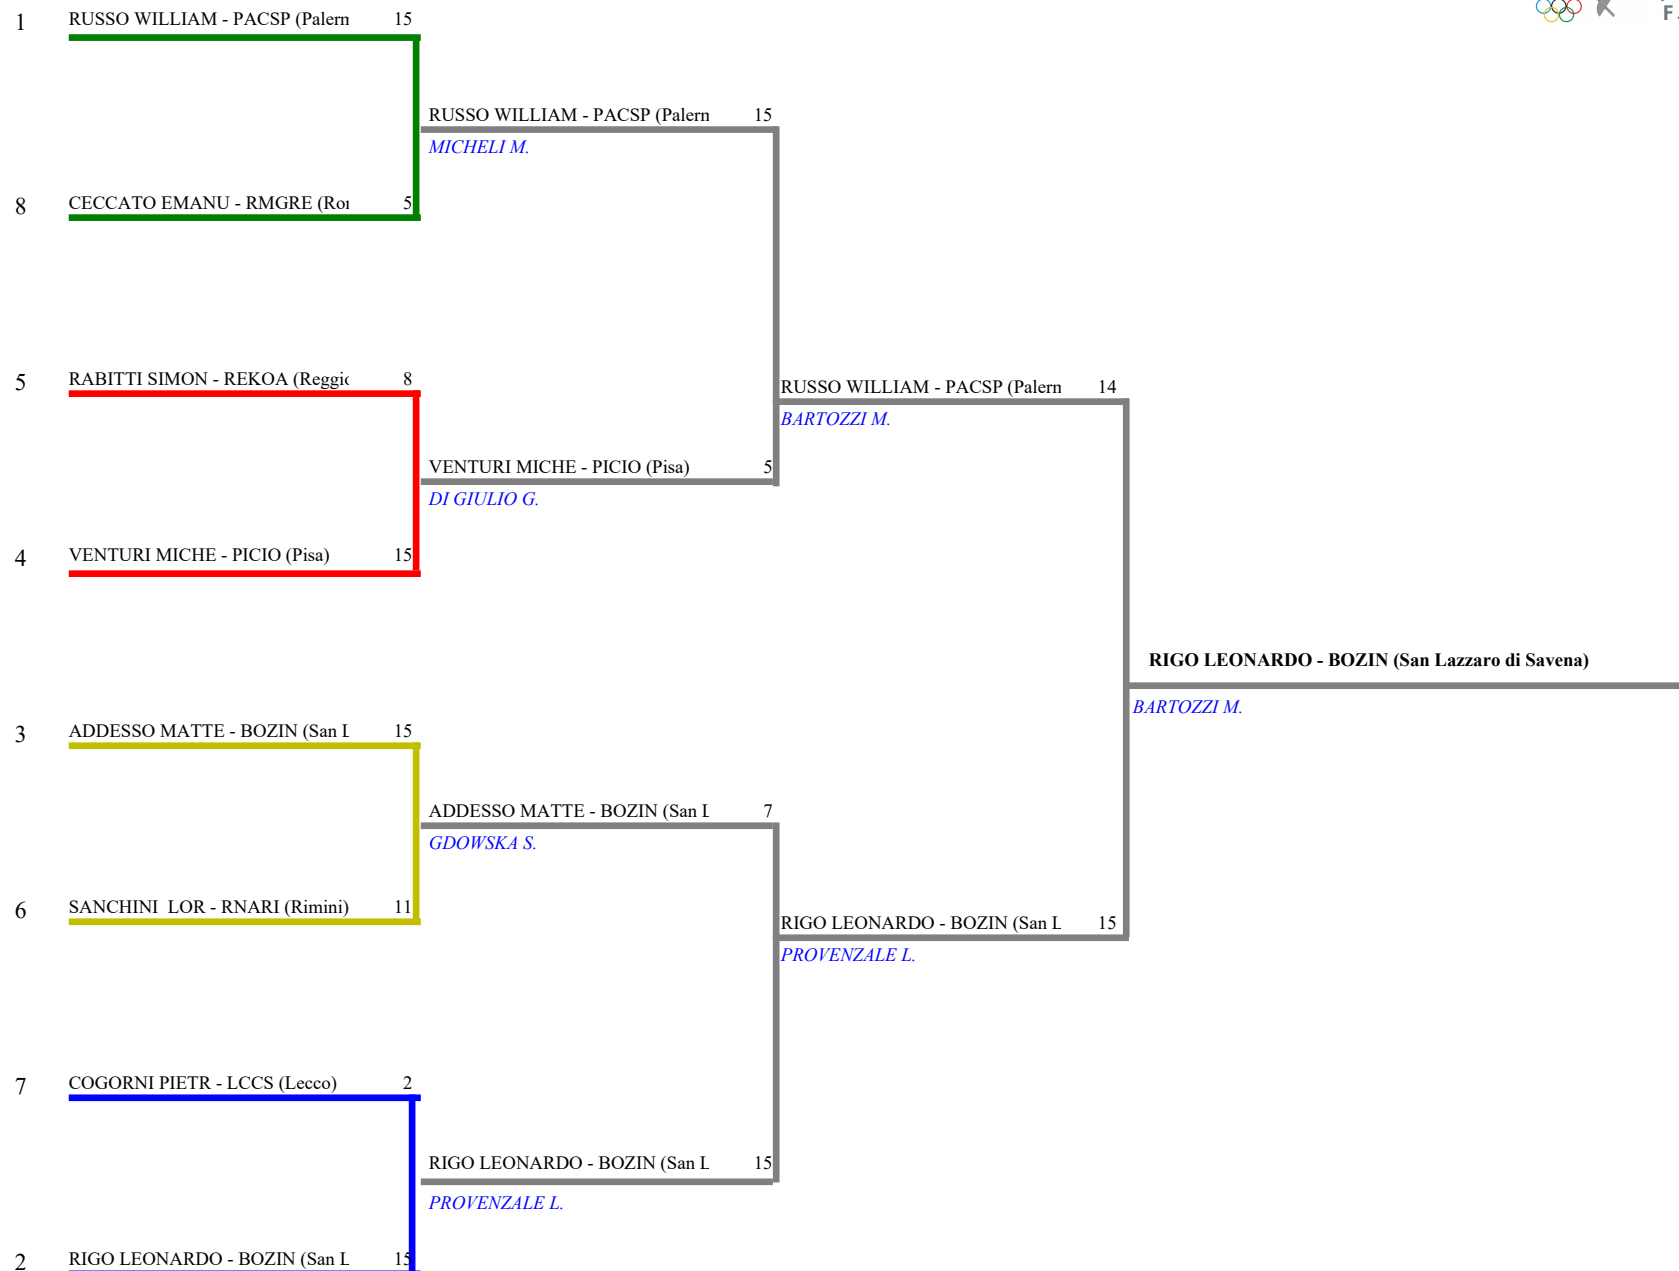 1 RUSSO WILLIAM - PACSP (Palern 15
RUSSO WILLIAM - PACSP (Palern 15
MICHELI M.
8 CECCATO EMANU - RMGRE (Ror 5
5 RABITTI SIMON - REKOA (Reggic 8
RUSSO WILLIAM - PACSP (Palern 14
BARTOZZI M.
VENTURI MICHE - PICIO (Pisa) 5
DI GIULIO G.
4 VENTURI MICHE - PICIO (Pisa) 15
RIGO LEONARDO - BOZIN (San Lazzaro di Savena)
BARTOZZI M.
3 ADDESSO MATTE - BOZIN (San L 15
ADDESSO MATTE - BOZIN (San L 7
GDOWSKA S.
6 SANCHINI  LOR - RNARI (Rimini) 11
RIGO LEONARDO - BOZIN (San L 15
PROVENZALE L.
7 COGORNI PIETR - LCCS (Lecco) 2
RIGO LEONARDO - BOZIN (San L 15
PROVENZALE L.
2 RIGO LEONARDO - BOZIN (San L 15